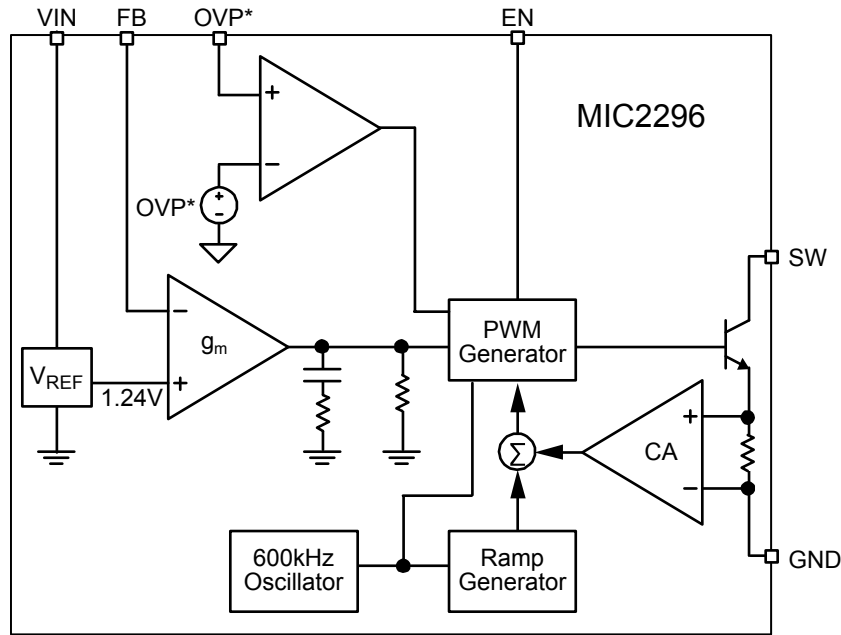 VIN FB OVP* EN
MIC2296
+
−
OVP*
+
−
SW
−
gm
PWM
Generator
VREF
+
1.24V
+
CA
−
Σ
600kHz
Oscillator
Ramp
Generator
GND